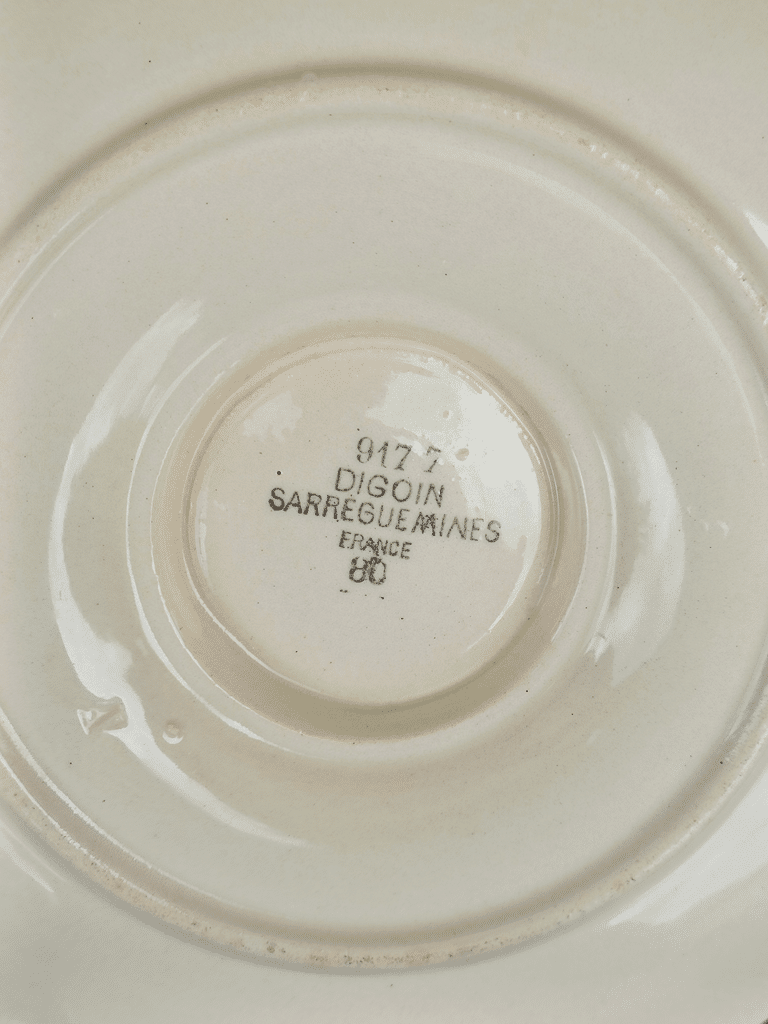 917 7
DIGOIN
SARREGUEMINES
FRANCE
80